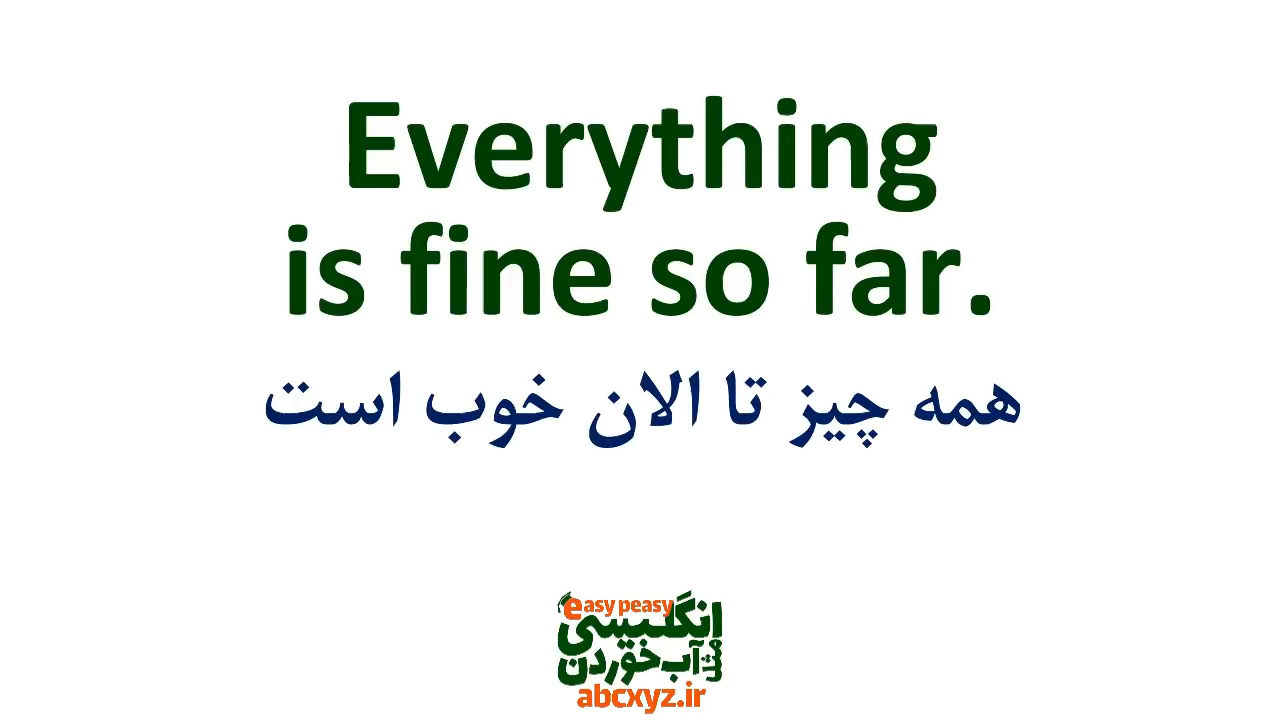 Everything
is fine so far.
همه چیز تا الان خوب است
easy peasy
انگلیسی
مثل آب خوردن
abcxyz.ir